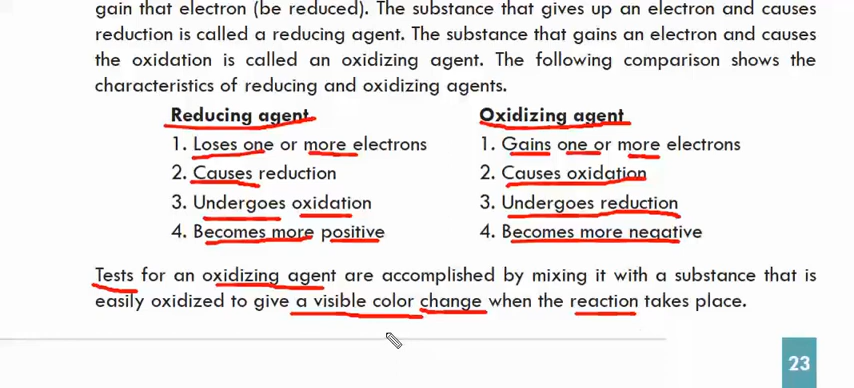 gain that electron (be reduced). The substance that gives up an electron and causes
reduction is called a reducing agent. The substance that gains an electron and causes
the oxidation is called an oxidizing agent. The following comparison shows the
characteristics of reducing and oxidizing agents.
Reducing agent
1. Loses one or more electrons
2. Causes reduction
3. Undergoes oxidation
4. Becomes more positive
Oxidizing agent
1. Gains one or more electrons
2. Causes oxidation
3. Undergoes reduction
4. Becomes more negative
Tests for an oxidizing agent are accomplished by mixing it with a substance that is
easily oxidized to give a visible color change when the reaction takes place.
23